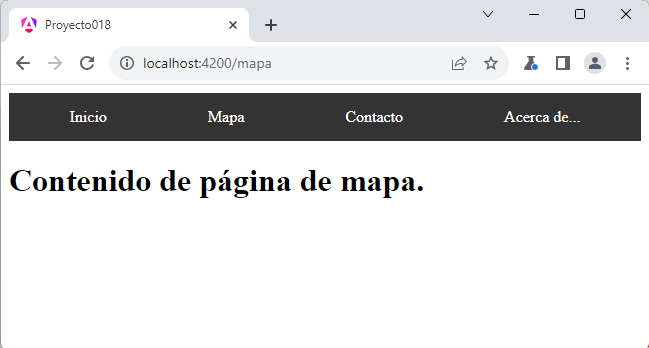 Proyecto018
localhost:4200/mapa
Inicio Mapa Contacto Acerca de...
Contenido de página de mapa.